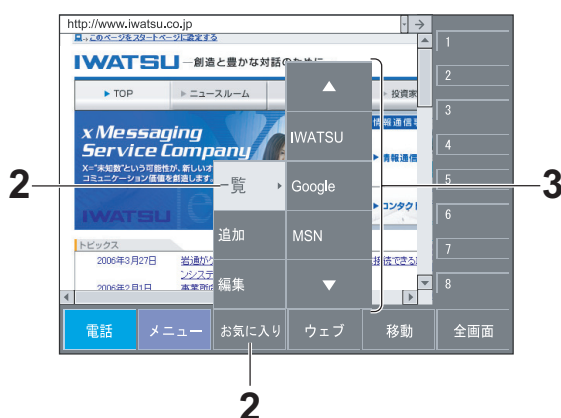 http://www.iwatsu.co.jp
このページをスタートページに設定する
IWATSU ―創造と豊かな対話のために―
TOP
ニュースルーム
投資家
x Messaging
Service Company
X="未知数"という可能性が、新しいオ
コミュニケーション価値を創造します。
情報通信
情報通信
コンタク
IWATSU
トピックス
2006年3月27日
岩通が
ンシステ
接続できる
2006年2月1日
事業所
▲
IWATSU
Google
MSN
▼
一覧
追加
編集
1
2
3
4
5
6
7
8
電話
メニュー
お気に入り
ウェブ
移動
全画面
2
3
2